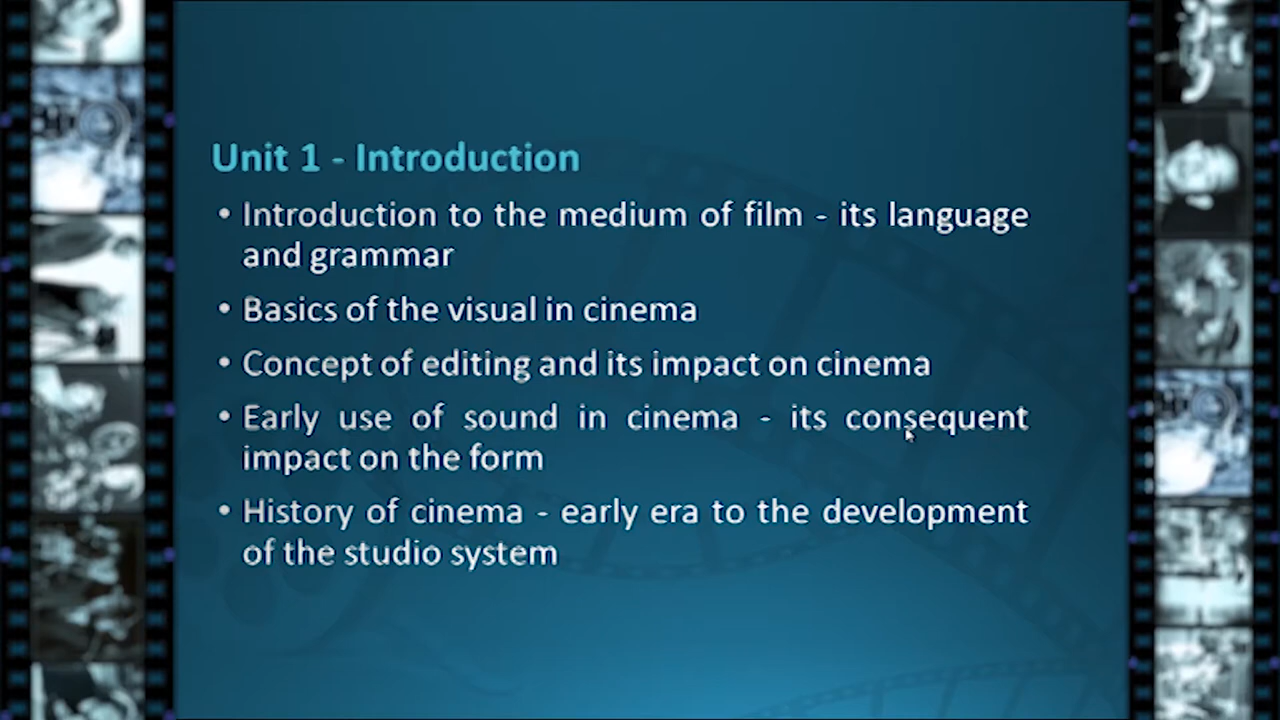 Unit 1 - Introduction
• Introduction to the medium of film - its language
and grammar
• Basics of the visual in cinema
• Concept of editing and its impact on cinema
• Early use of sound in cinema - its consequent
impact on the form
• History of cinema - early era to the development
of the studio system